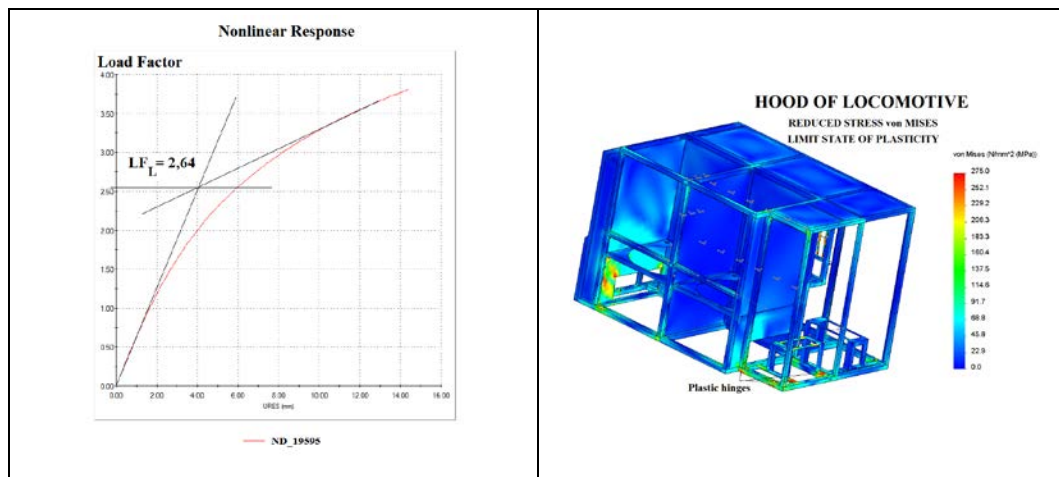 Nonlinear Response
Load Factor
4.00
3.50
3.00
LF_L = 2,64
2.50
2.00
1.50
1.00
0.50
0.00
0.00 2.00 4.00 6.00 8.00 10.00 12.00 14.00 16.00
URES (mm)
ND_19595
HOOD OF LOCOMOTIVE
REDUCED STRESS von MISES
LIMIT STATE OF PLASTICITY
von Mises (N/mm^2 (MPa))
275.0
252.1
229.2
206.3
183.3
160.4
137.5
114.6
91.7
68.8
45.8
22.9
0.0
Plastic hinges